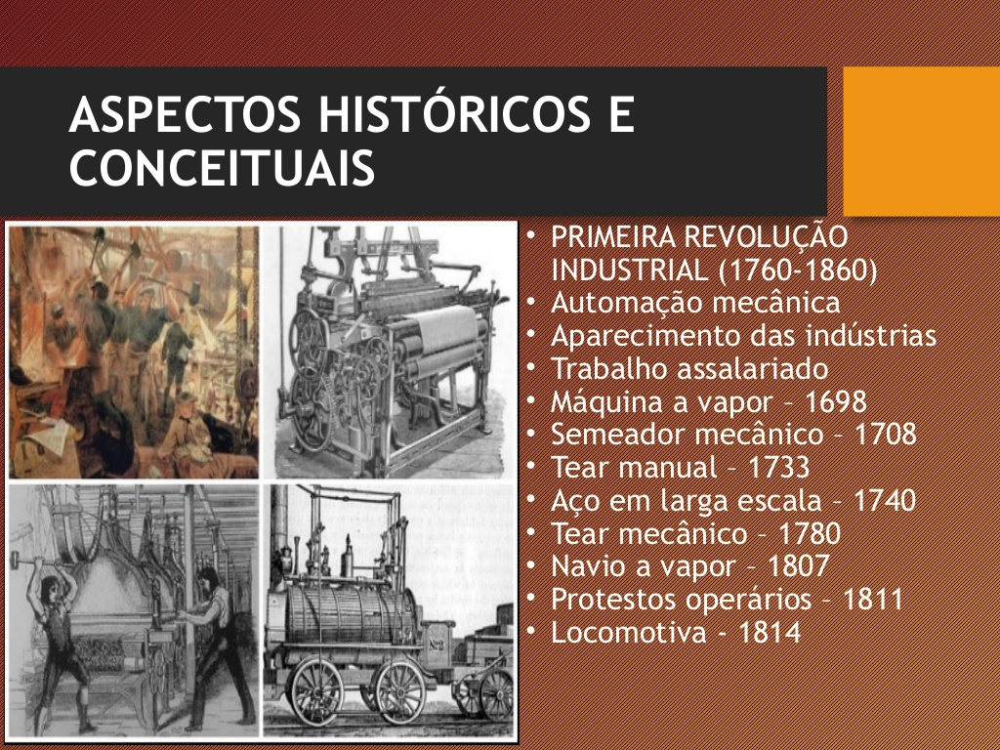 ASPECTOS HISTÓRICOS E
CONCEITUAIS
• PRIMEIRA REVOLUÇÃO
INDUSTRIAL (1760-1860)
• Automação mecânica
• Aparecimento das indústrias
• Trabalho assalariado
• Máquina a vapor – 1698
• Semeador mecânico – 1708
• Tear manual – 1733
• Aço em larga escala – 1740
• Tear mecânico – 1780
• Navio a vapor – 1807
• Protestos operários – 1811
• Locomotiva - 1814